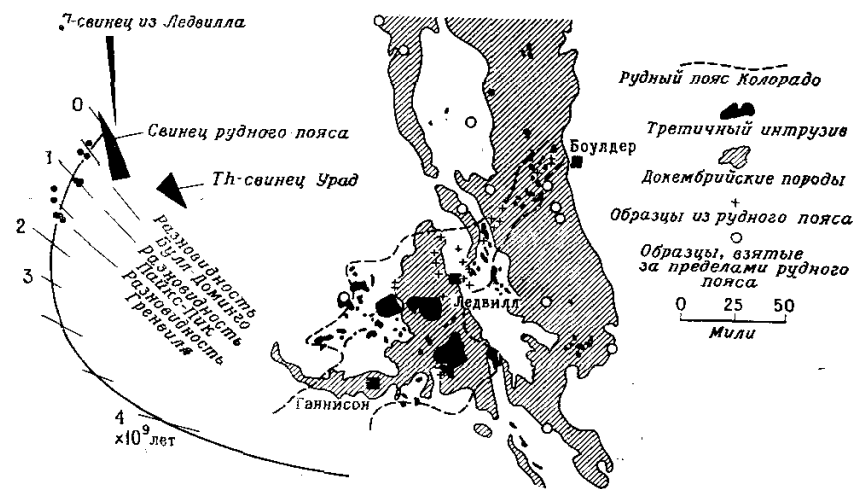 J-свинец из Ледвилла
0
Свинец рудного пояса
1
Th-свинец Урад
2
3
Разновидность
Булл-Доминго
Разновидность
Пайкс-Пик
Разновидность
Гренвилл
4
×10⁹ лет
Боулдер
Ледвилл
Ганнисон
Рудный пояс Колорадо
Третичный интрузив
Докембрийские породы
+
Образцы из рудного пояса
Образцы, взятые
за пределами рудного
пояса
0 25 50
Мили